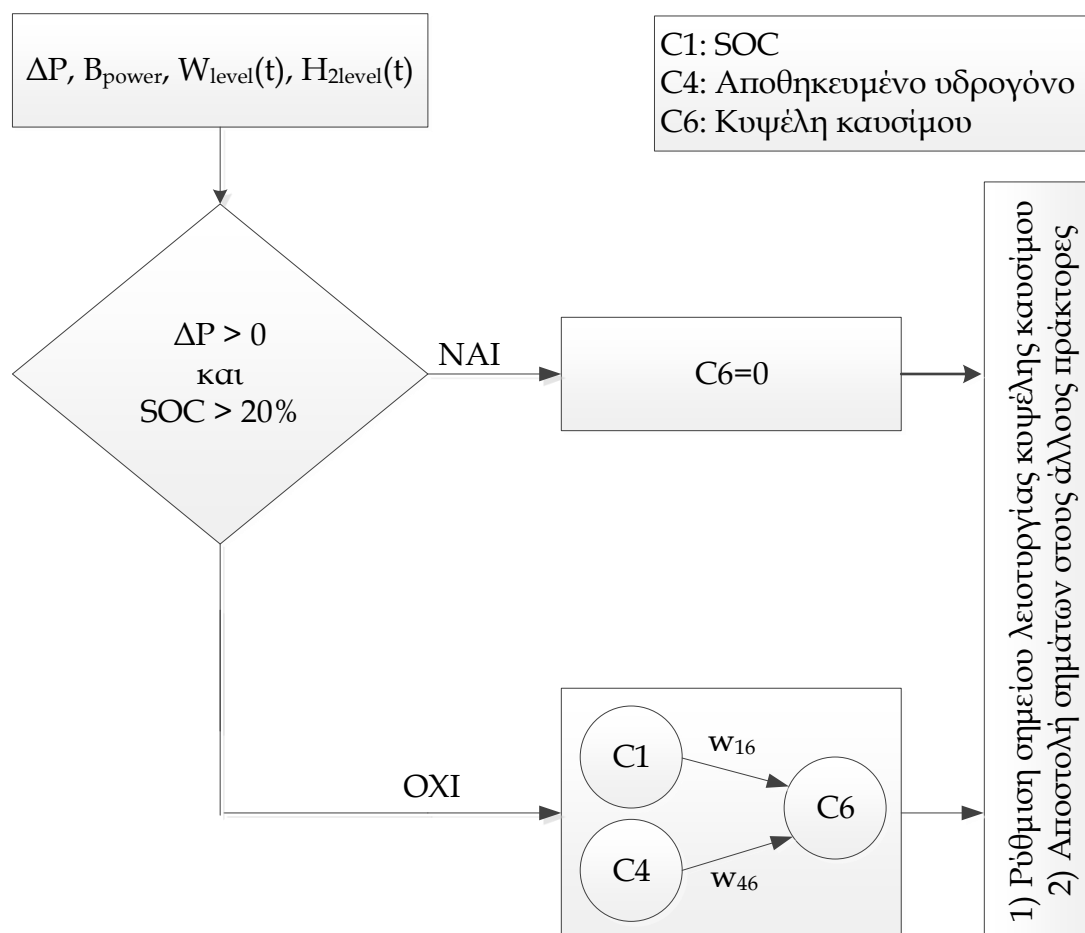 ΔP, Bpower, Wlevel(t), H2level(t)
C1: SOC
C4: Αποθηκευμένο υδρογόνο
C6: Κυψέλη καυσίμου
ΔP > 0
και
SOC > 20%
ΝΑΙ
C6=0
ΟΧΙ
C1
w16
C6
C4
w46
1) Ρύθμιση σημείου λειτουργίας κυψέλης καυσίμου
2) Αποστολή σημάτων στους άλλους πράκτορες